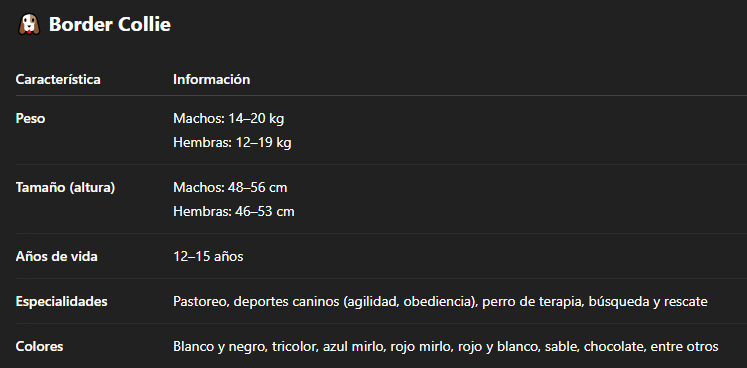 Border Collie
Característica Información
Peso Machos: 14–20 kg
Hembras: 12–19 kg
Tamaño (altura) Machos: 48–56 cm
Hembras: 46–53 cm
Años de vida 12–15 años
Especialidades Pastoreo, deportes caninos (agilidad, obediencia), perro de terapia, búsqueda y rescate
Colores Blanco y negro, tricolor, azul mirlo, rojo mirlo, rojo y blanco, sable, chocolate, entre otros